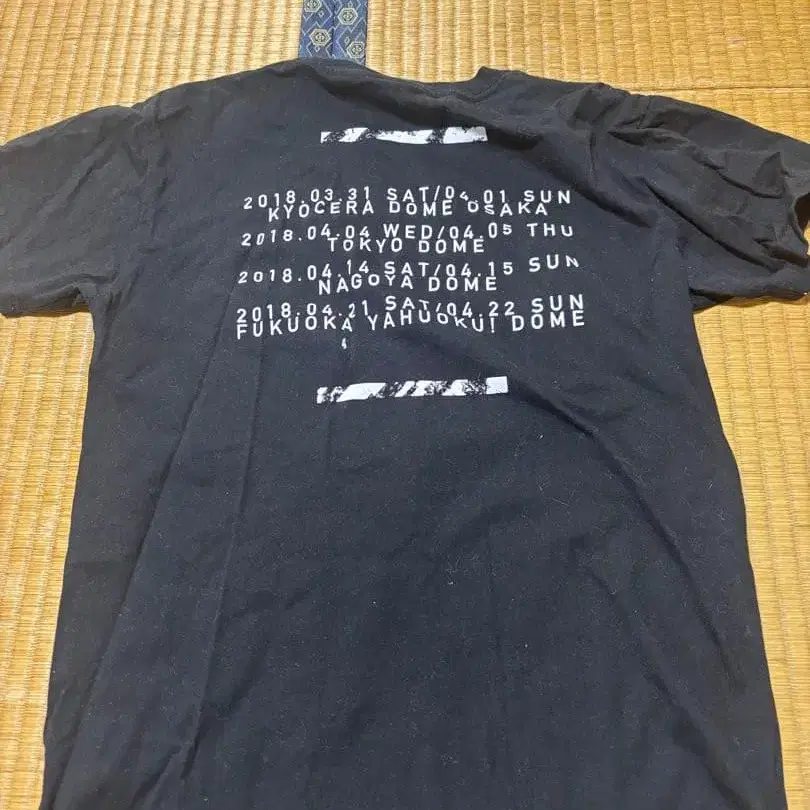 2018.03.31 SAT/04.01 SUN
KYOCERA DOME OSAKA
2018.04.04 WED/04.05 THU
TOKYO DOME
2018.04.14 SAT/04.15 SUN
NAGOYA DOME
2018.04.21 SAT/04.22 SUN
FUKUOKA YAHUOKU! DOME